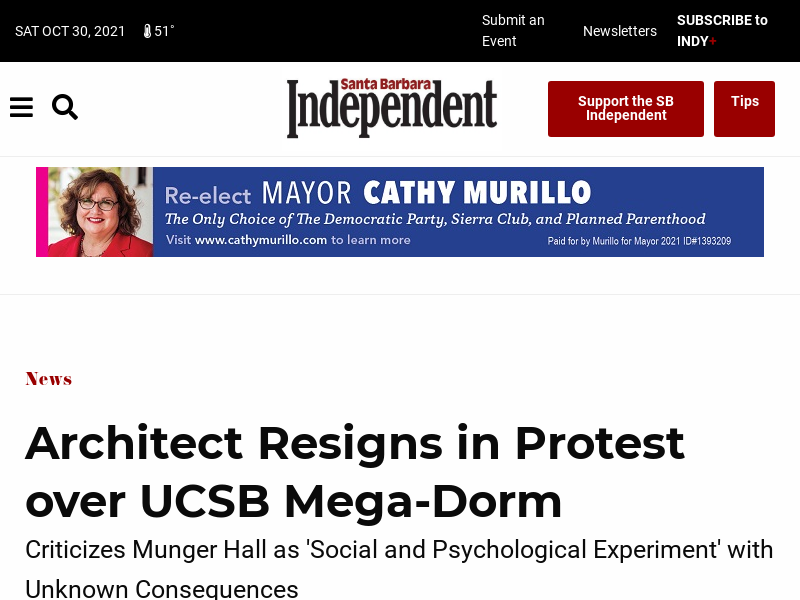 SAT OCT 30, 2021 51°
Submit an
Event
Newsletters
SUBSCRIBE to
INDY+
Santa Barbara
Independent
Support the SB
Independent
Tips
Re-elect MAYOR CATHY MURILLO
The Only Choice of The Democratic Party, Sierra Club, and Planned Parenthood
Visit www.cathymurillo.com to learn more
Paid for by Murillo for Mayor 2021 ID#1393209
News
Architect Resigns in Protest
over UCSB Mega-Dorm
Criticizes Munger Hall as 'Social and Psychological Experiment' with
Unknown Consequences